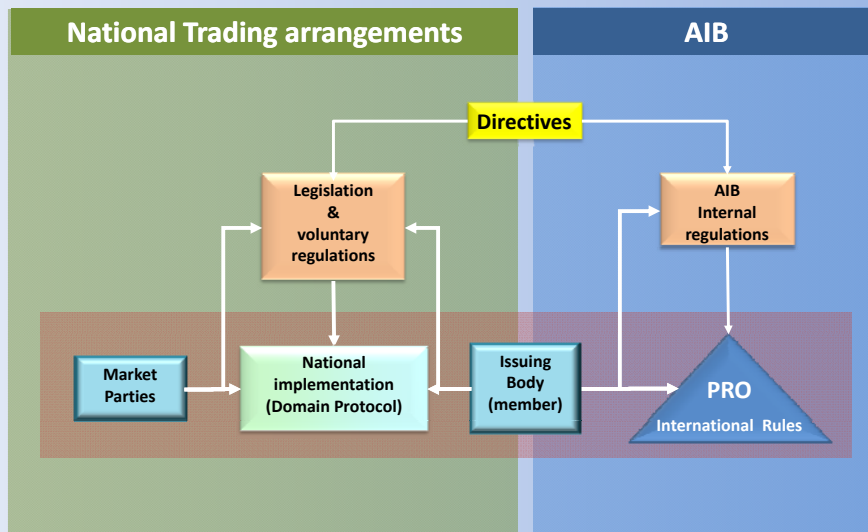 National Trading arrangements
AIB
Directives
Legislation
&
voluntary
regulations
AIB
Internal
regulations
Market
Parties
National
implementation
(Domain Protocol)
Issuing
Body
(member)
PRO
International Rules